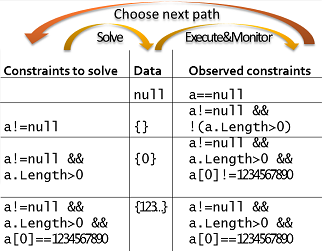 Choose next path
Solve
Execute&Monitor
Constraints to solve
Data
Observed constraints
null
a==null
a!=null
{}
a!=null &&
!(a.Length>0)
a!=null &&
a.Length>0
{0}
a!=null &&
a.Length>0 &&
a[0]!=1234567890
a!=null &&
a.Length>0 &&
a[0]==1234567890
{123..}
a!=null &&
a.Length>0 &&
a[0]==1234567890